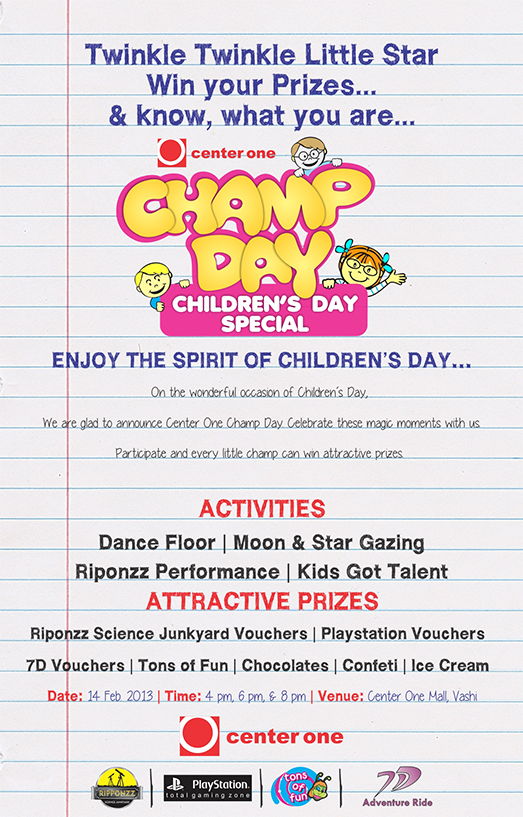 Twinkle Twinkle Little Star
Win your Prizes...
& know, what you are...
center one
CHAMP
DAY
CHILDREN'S DAY
SPECIAL
ENJOY THE SPIRIT OF CHILDREN'S DAY...
On the wonderful occasion of Children's Day,
We are glad to announce Center One Champ Day. Celebrate these magic moments with us.
Participate and every little champ can win attractive prizes.
ACTIVITIES
Dance Floor | Moon & Star Gazing
Riponzz Performance | Kids Got Talent
ATTRACTIVE PRIZES
Riponzz Science Junkyard Vouchers | Playstation Vouchers
7D Vouchers | Tons of Fun | Chocolates | Confeti | Ice Cream
Date: 14 Feb. 2013 | Time: 4 pm, 6 pm, & 8 pm | Venue: Center One Mall, Vashi
center one
RIPPONZZ
SCIENCE JUNKYARD
PlayStation
total gaming zone
tons of fun
7D
Adventure Ride